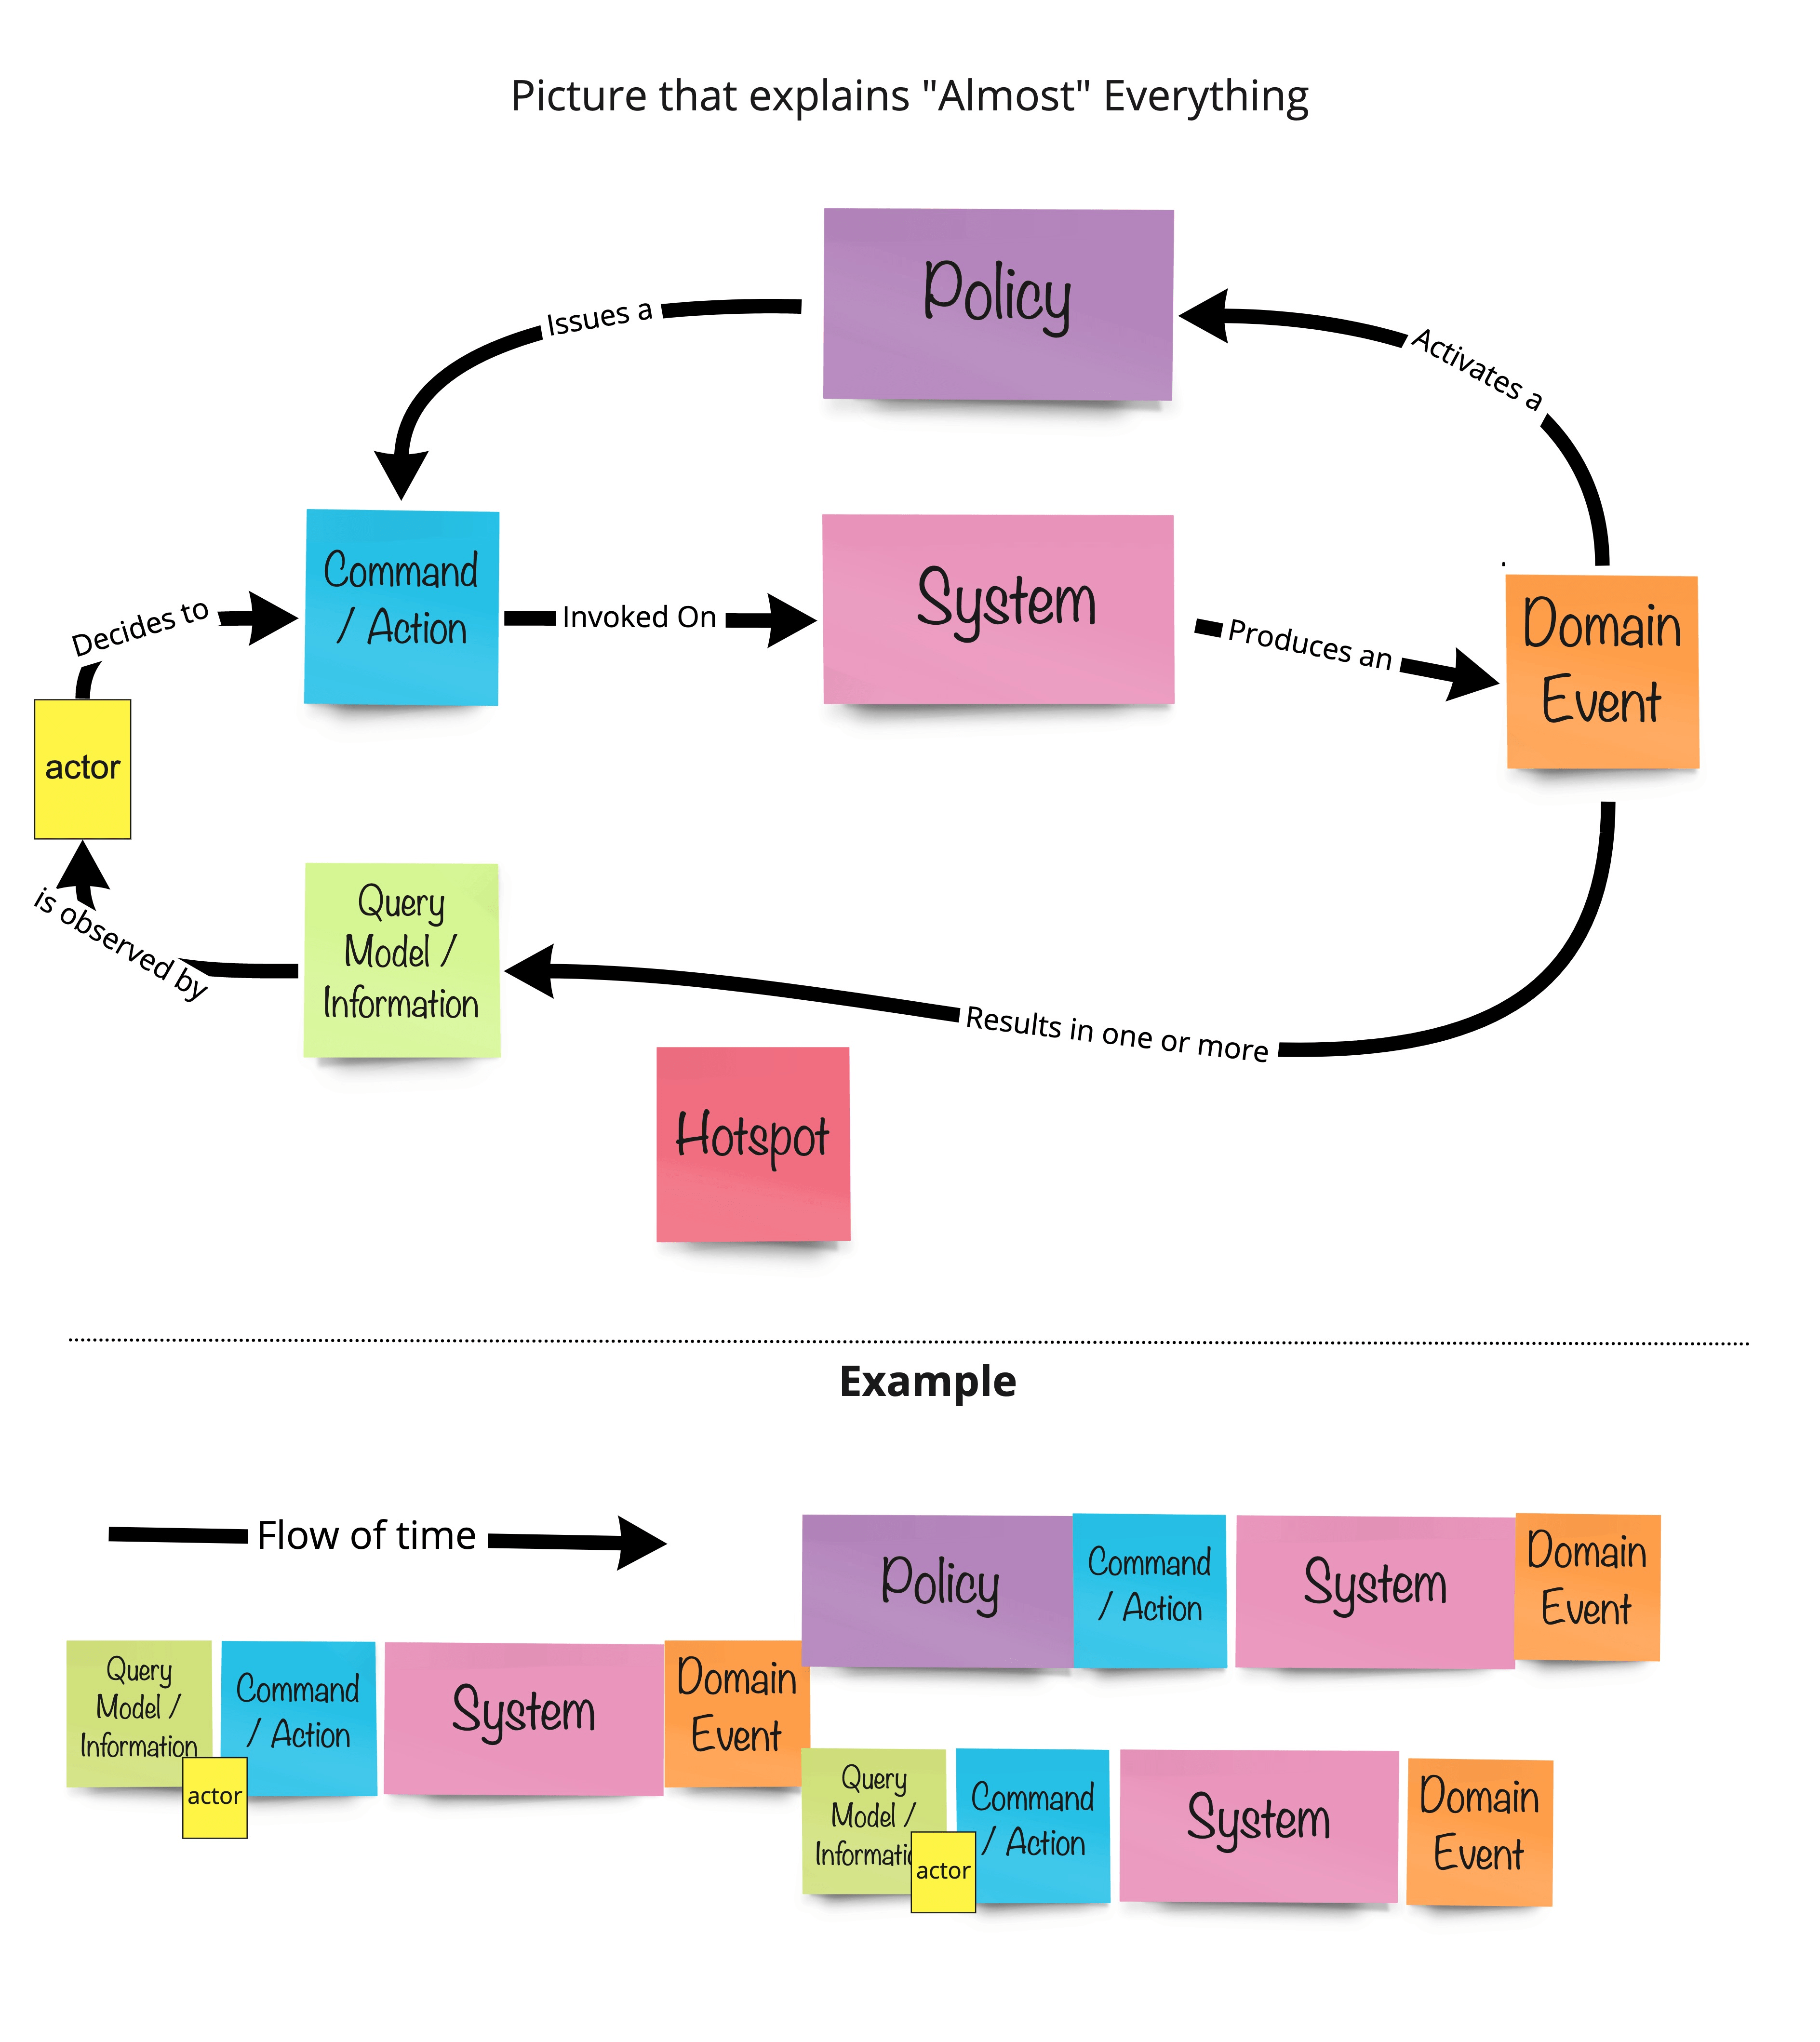 Picture that explains "Almost" Everything
Policy
Issues a
Activates a
Command
/ Action
Invoked On
System
Produces an
Domain
Event
Decides to
actor
is observed by
Query
Model /
Information
Results in one or more
Hotspot
Example
Flow of time
Policy
Command
/ Action
System
Domain
Event
Query
Model /
Information
actor
Command
/ Action
System
Domain
Event
Query
Model /
Informatio
actor
Command
/ Action
System
Domain
Event